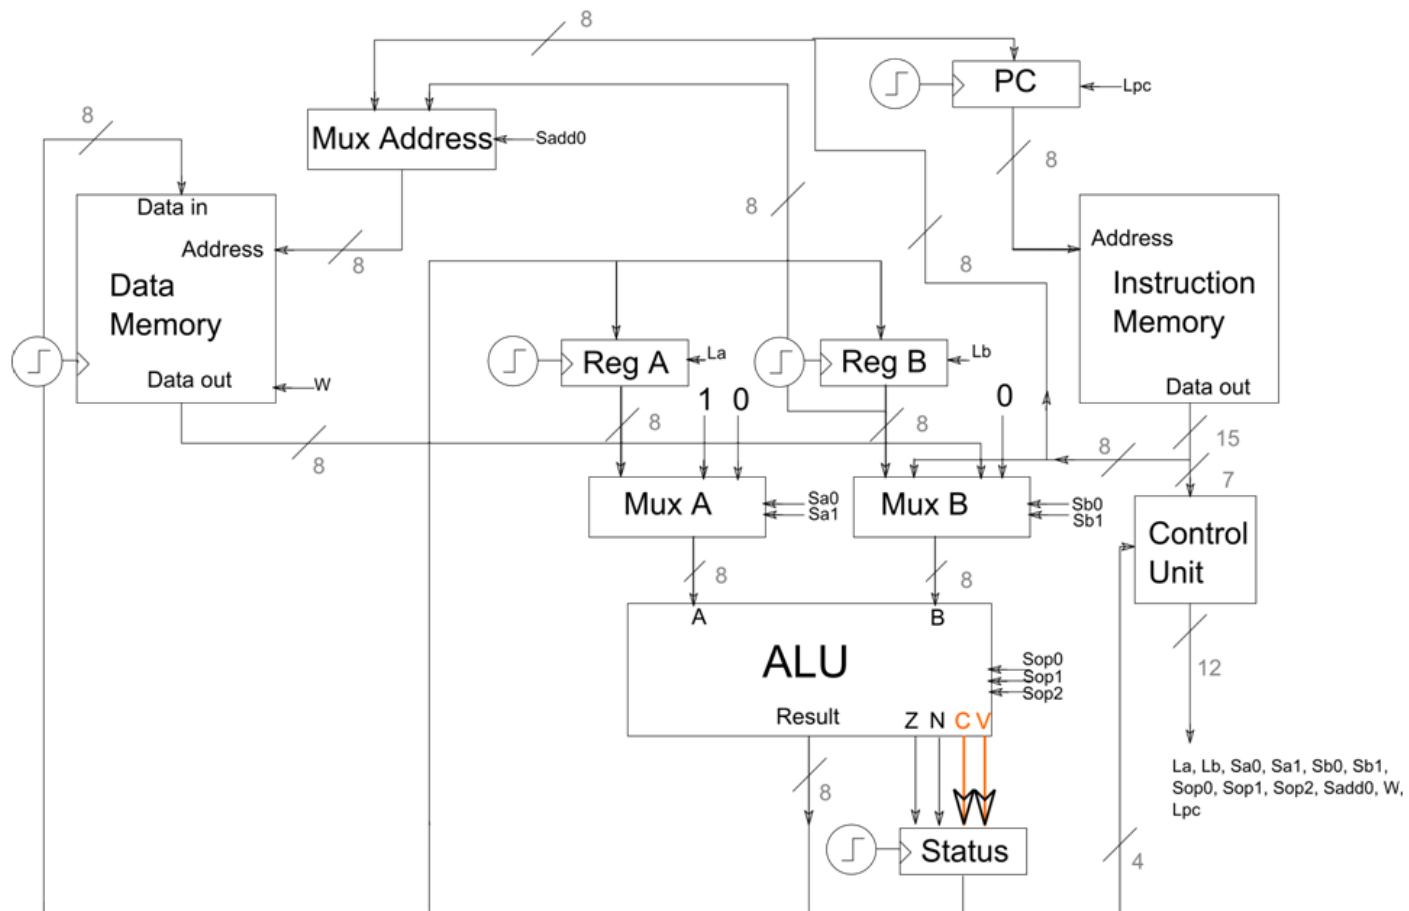 8
PC
Lpc
8
Mux Address
Sadd0
8
8
8
Data in
Address
8
8
Address
Data
Memory
Instruction
Memory
Reg A
La
Reg B
Lb
Data out
W
Data out
1 0
0
8
8
8
8
15
7
Mux A
Sa0
Sa1
Mux B
Sb0
Sb1
Control
Unit
8
8
A
B
ALU
Sop0
Sop1
Sop2
12
Result
Z N C V
8
La, Lb, Sa0, Sa1, Sb0, Sb1,
Sop0, Sop1, Sop2, Sadd0, W,
Lpc
Status
4